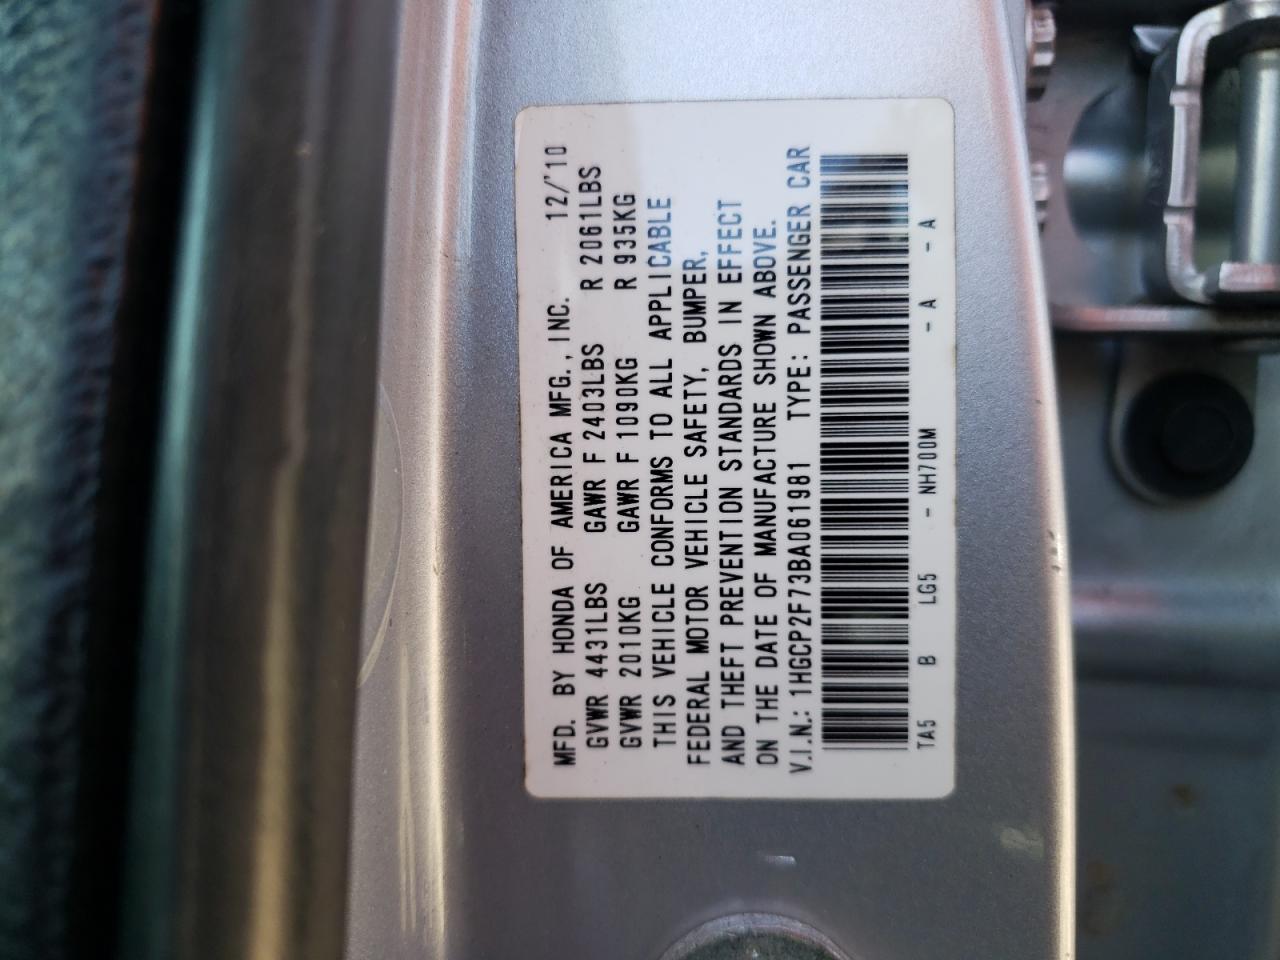 MFD. BY HONDA OF AMERICA MFG., INC. 12/'10
GVWR 4431LBS GAWR F 2403LBS R 2061LBS
GVWR 2010KG GAWR F 1090KG R 935KG
THIS VEHICLE CONFORMS TO ALL APPLICABLE
FEDERAL MOTOR VEHICLE SAFETY, BUMPER,
AND THEFT PREVENTION STANDARDS IN EFFECT
ON THE DATE OF MANUFACTURE SHOWN ABOVE.
V.I.N.: 1HGCP2F73BA061981 TYPE: PASSENGER CAR
TA5 B LG5 - NH700M - A - A